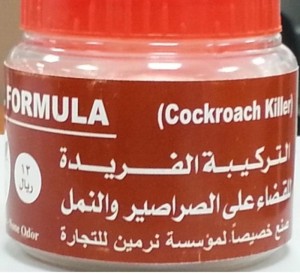 FORMULA (Cockroach Killer)
التركيبة الفريدة
للقضاء على الصراصير والنمل
صنع خصيصاً لمؤسسة نرمين للتجارة
١٢
ريال
Odor